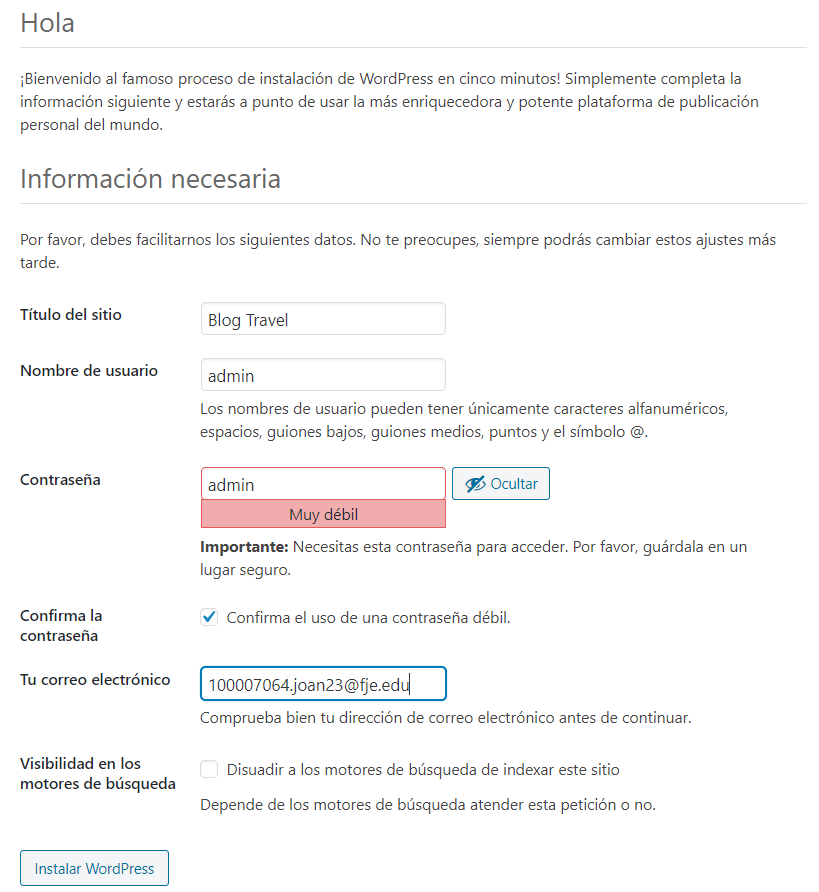 Hola
¡Bienvenido al famoso proceso de instalación de WordPress en cinco minutos! Simplemente completa la
información siguiente y estarás a punto de usar la más enriquecedora y potente plataforma de publicación
personal del mundo.
Información necesaria
Por favor, debes facilitarnos los siguientes datos. No te preocupes, siempre podrás cambiar estos ajustes más
tarde.
Título del sitio
Blog Travel
Nombre de usuario
admin
Los nombres de usuario pueden tener únicamente caracteres alfanuméricos,
espacios, guiones bajos, guiones medios, puntos y el símbolo @.
Contraseña
admin
Ocultar
Muy débil
Importante: Necesitas esta contraseña para acceder. Por favor, guárdala en un
lugar seguro.
Confirma la
contraseña
Confirma el uso de una contraseña débil.
Tu correo electrónico
100007064.joan23@fje.edu
Comprueba bien tu dirección de correo electrónico antes de continuar.
Visibilidad en los
motores de búsqueda
Disuadir a los motores de búsqueda de indexar este sitio
Depende de los motores de búsqueda atender esta petición o no.
Instalar WordPress